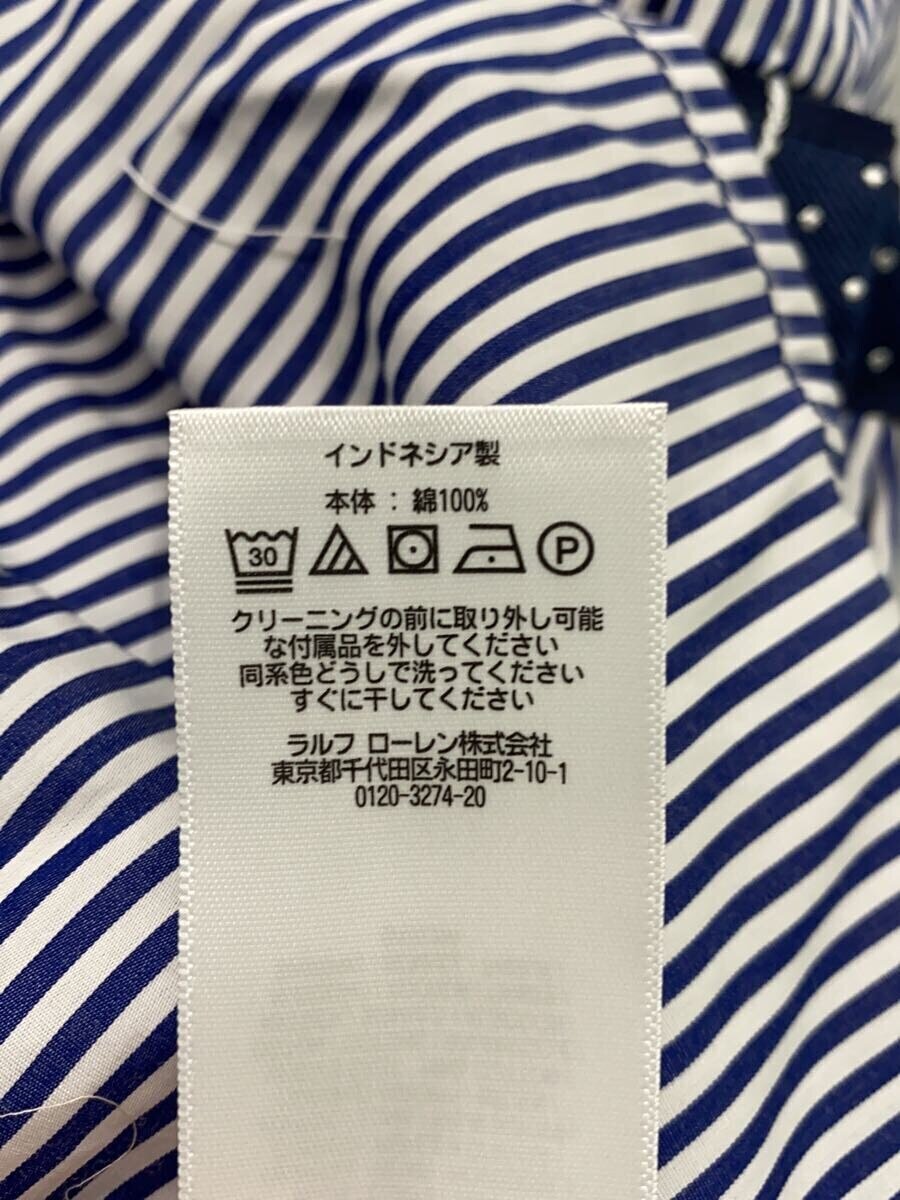 インドネシア製
本体 : 綿100%
30 P
クリーニングの前に取り外し可能
な付属品を外してください
同系色どうしで洗ってください
すぐに干してください
ラルフ ローレン株式会社
東京都千代田区永田町2-10-1
0120-3274-20